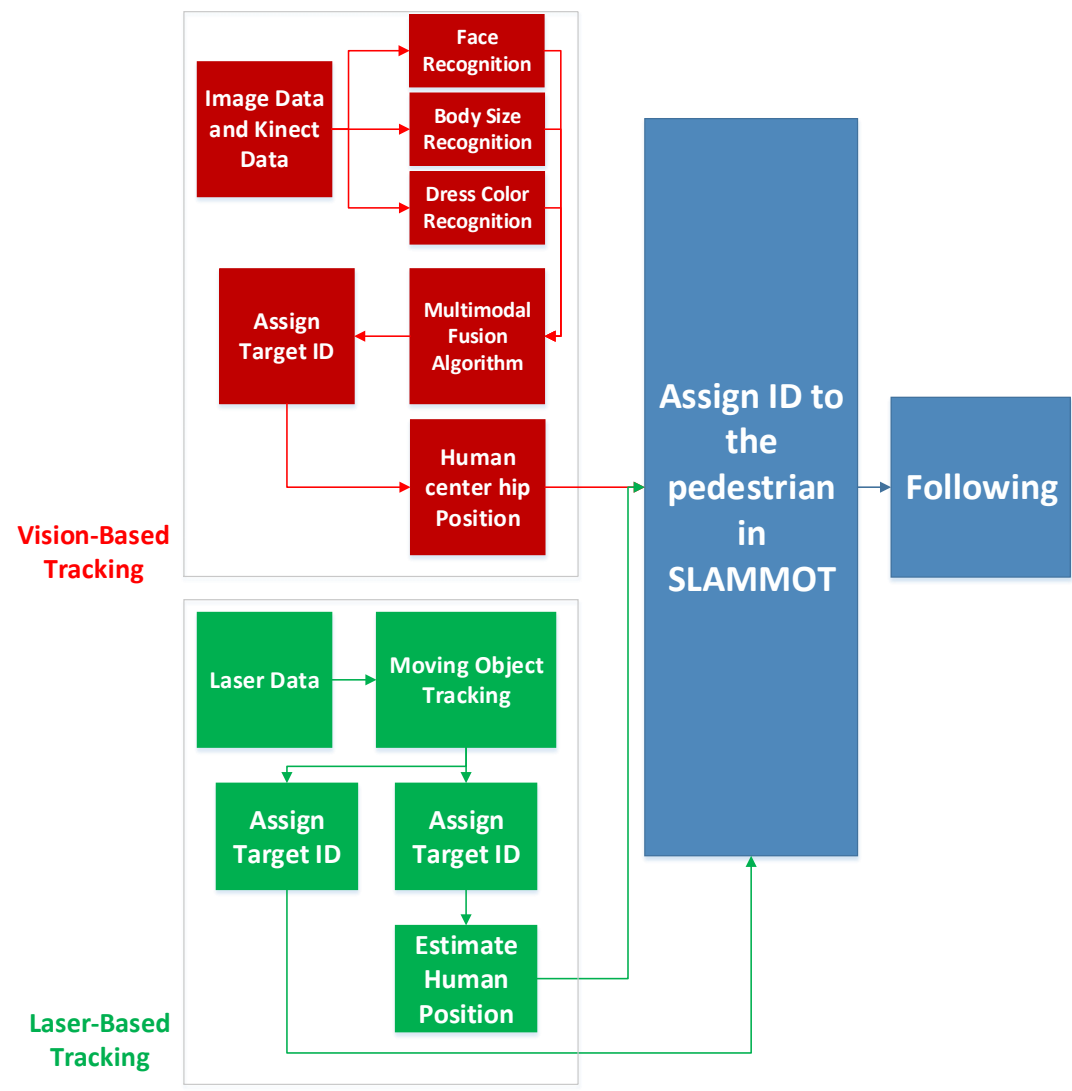 Face
Recognition
Image Data
and Kinect
Data
Body Size
Recognition
Dress Color
Recognition
Assign
Target ID
Multimodal
Fusion
Algorithm
Human
center hip
Position
Vision-Based
Tracking
Assign ID to
the
pedestrian
in
SLAMMOT
Following
Laser Data
Moving Object
Tracking
Assign
Target ID
Assign
Target ID
Estimate
Human
Position
Laser-Based
Tracking